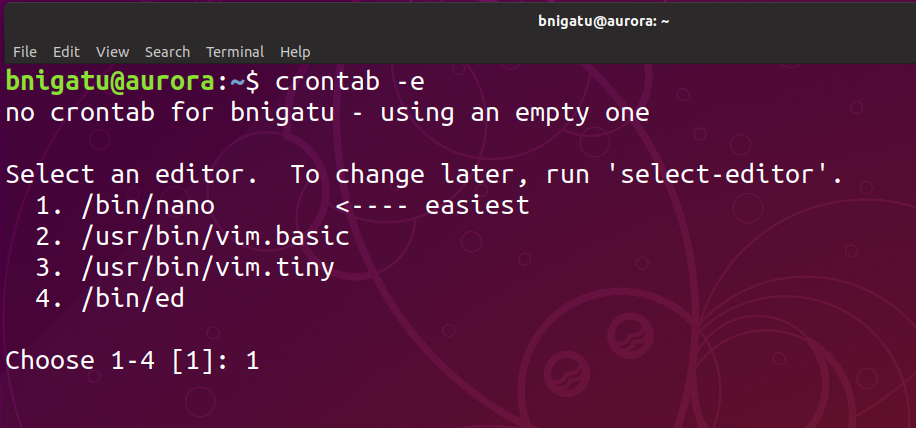 bnigatu@aurora: ~
File Edit View Search Terminal Help
bnigatu@aurora:~$ crontab -e
no crontab for bnigatu - using an empty one
Select an editor.  To change later, run 'select-editor'.
  1. /bin/nano        <---- easiest
  2. /usr/bin/vim.basic
  3. /usr/bin/vim.tiny
  4. /bin/ed
Choose 1-4 [1]: 1